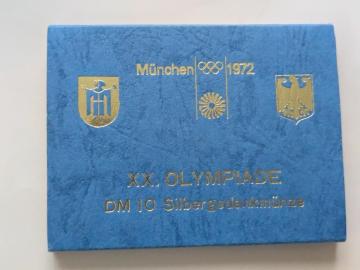 München 1972
XX. OLYMPIADE
DM 10 Silbergedenkmünze